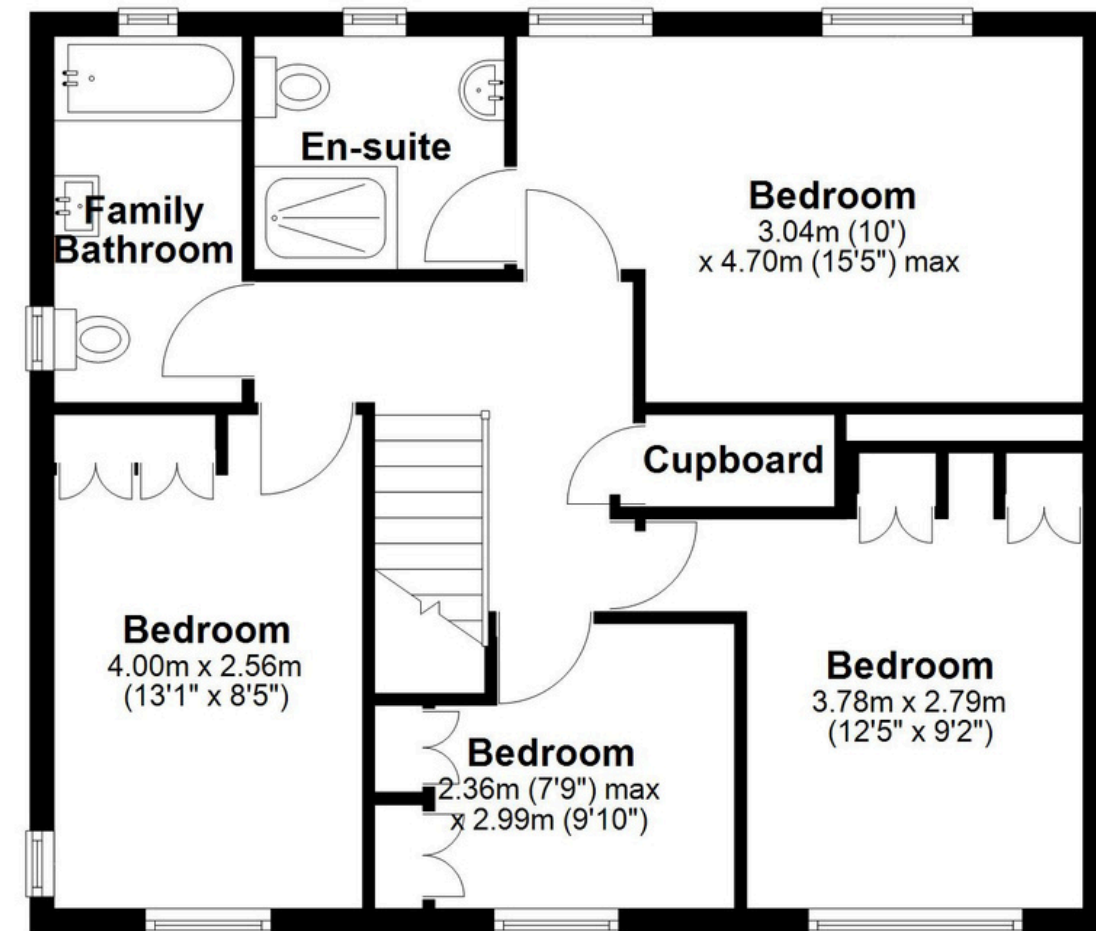 En-suite
Family
Bathroom
Bedroom
3.04m (10')
x 4.70m (15'5") max
Cupboard
Bedroom
4.00m x 2.56m
(13'1" x 8'5")
Bedroom
2.36m (7'9") max
x 2.99m (9'10")
Bedroom
3.78m x 2.79m
(12'5" x 9'2")